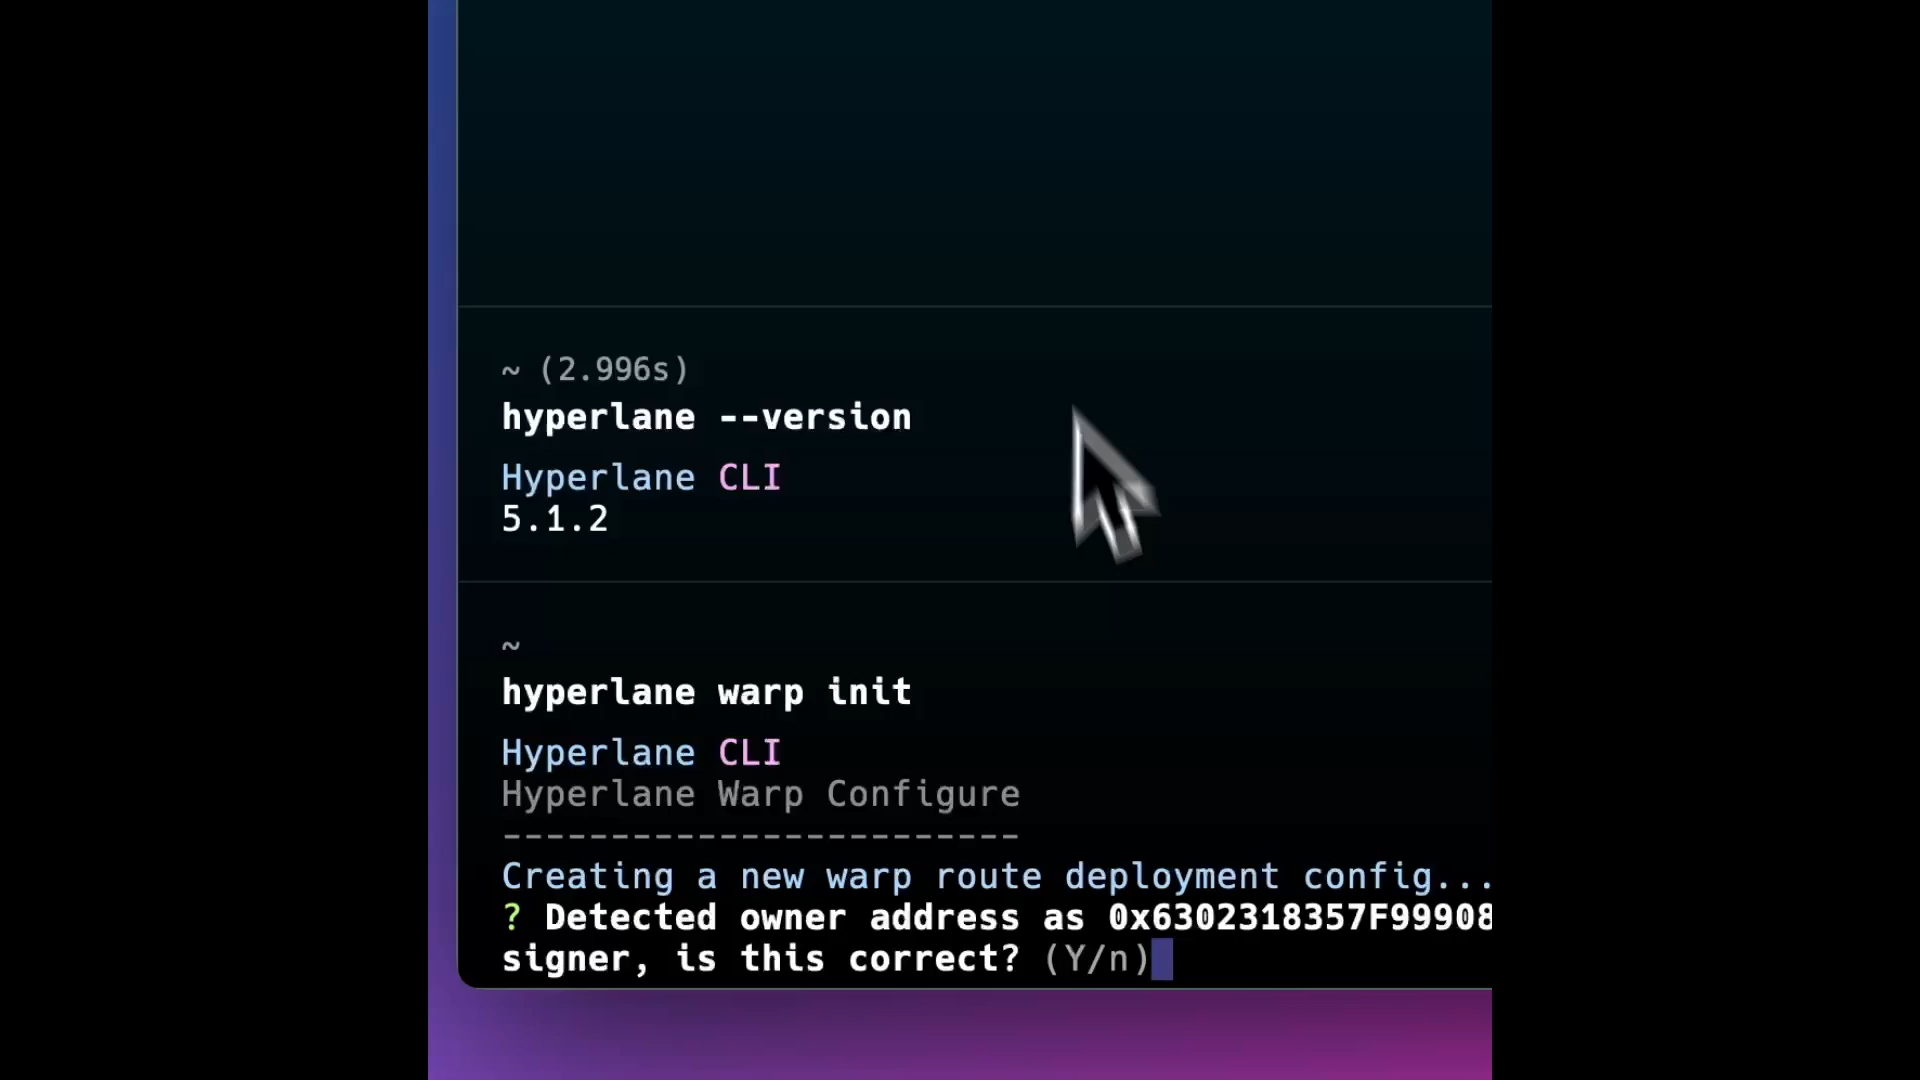 ~ (2.996s)
hyperlane --version
Hyperlane CLI
5.1.2
~
hyperlane warp init
Hyperlane CLI
Hyperlane Warp Configure
------------------------
Creating a new warp route deployment config...
? Detected owner address as 0x6302318357F99908
signer, is this correct? (Y/n)